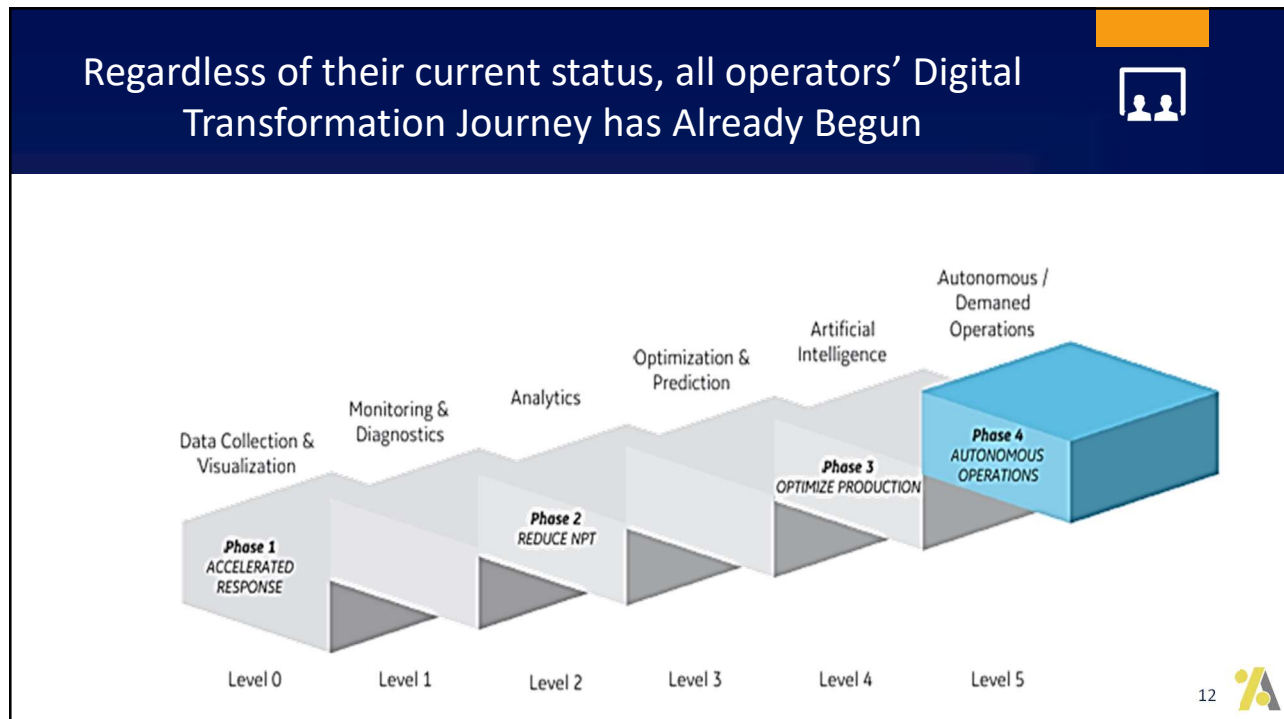 Regardless of their current status, all operators’ Digital
Transformation Journey has Already Begun
Data Collection &
Visualization
Monitoring &
Diagnostics
Analytics
Optimization &
Prediction
Artificial
Intelligence
Autonomous /
Demaned
Operations
Phase 1
ACCELERATED
RESPONSE
Phase 2
REDUCE NPT
Phase 3
OPTIMIZE PRODUCTION
Phase 4
AUTONOMOUS
OPERATIONS
Level 0
Level 1
Level 2
Level 3
Level 4
Level 5
12